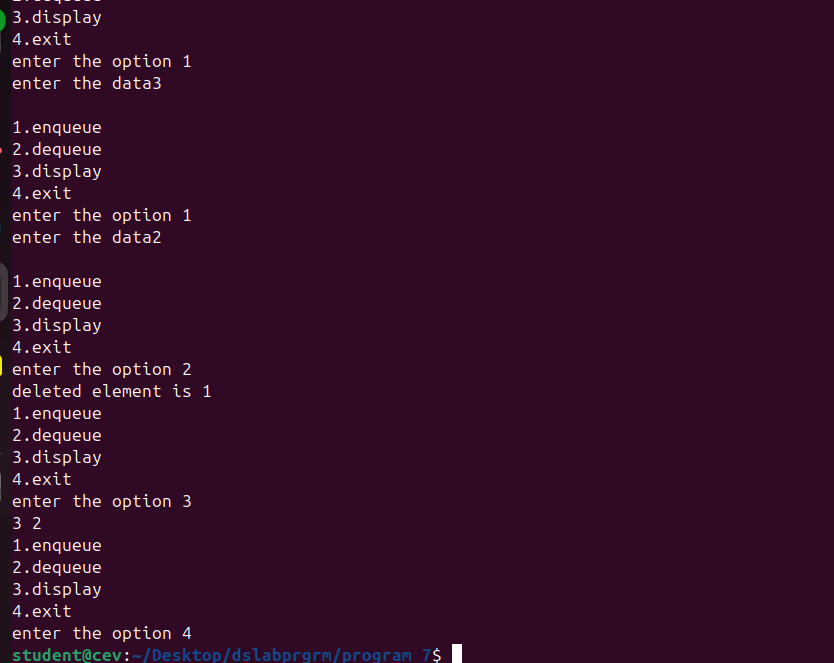 3.display
4.exit
enter the option 1
enter the data3
1.enqueue
2.dequeue
3.display
4.exit
enter the option 1
enter the data2
1.enqueue
2.dequeue
3.display
4.exit
enter the option 2
deleted element is 1
1.enqueue
2.dequeue
3.display
4.exit
enter the option 3
3 2
1.enqueue
2.dequeue
3.display
4.exit
enter the option 4
student@cev:~/Desktop/dslabprgrm/program 7$